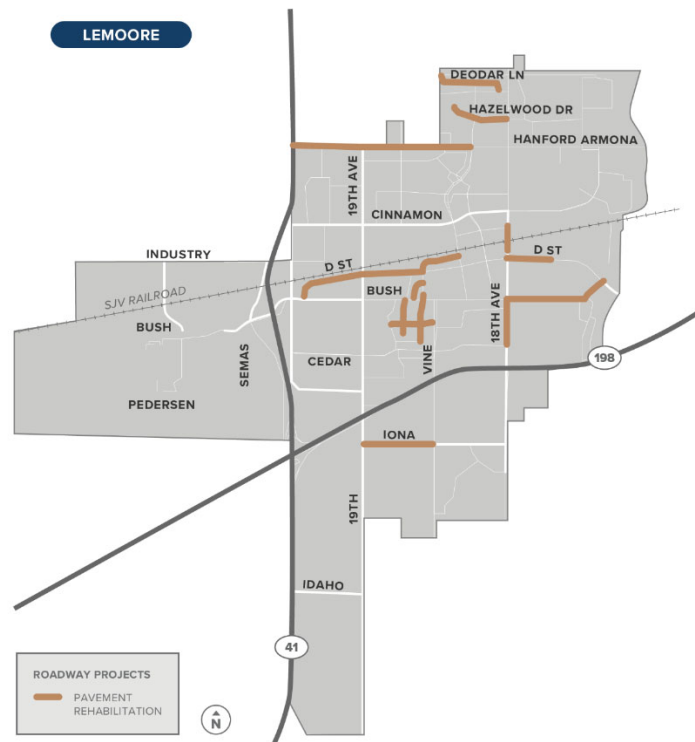 LEMOORE
DEODAR LN
HAZELWOOD DR
HANFORD ARMONA
19TH AVE
CINNAMON
INDUSTRY
D ST
D ST
SJV RAILROAD
BUSH
BUSH
18TH AVE
SEMAS
CEDAR
VINE
198
PEDERSEN
IONA
19TH
IDAHO
41
ROADWAY PROJECTS
PAVEMENT
REHABILITATION
N